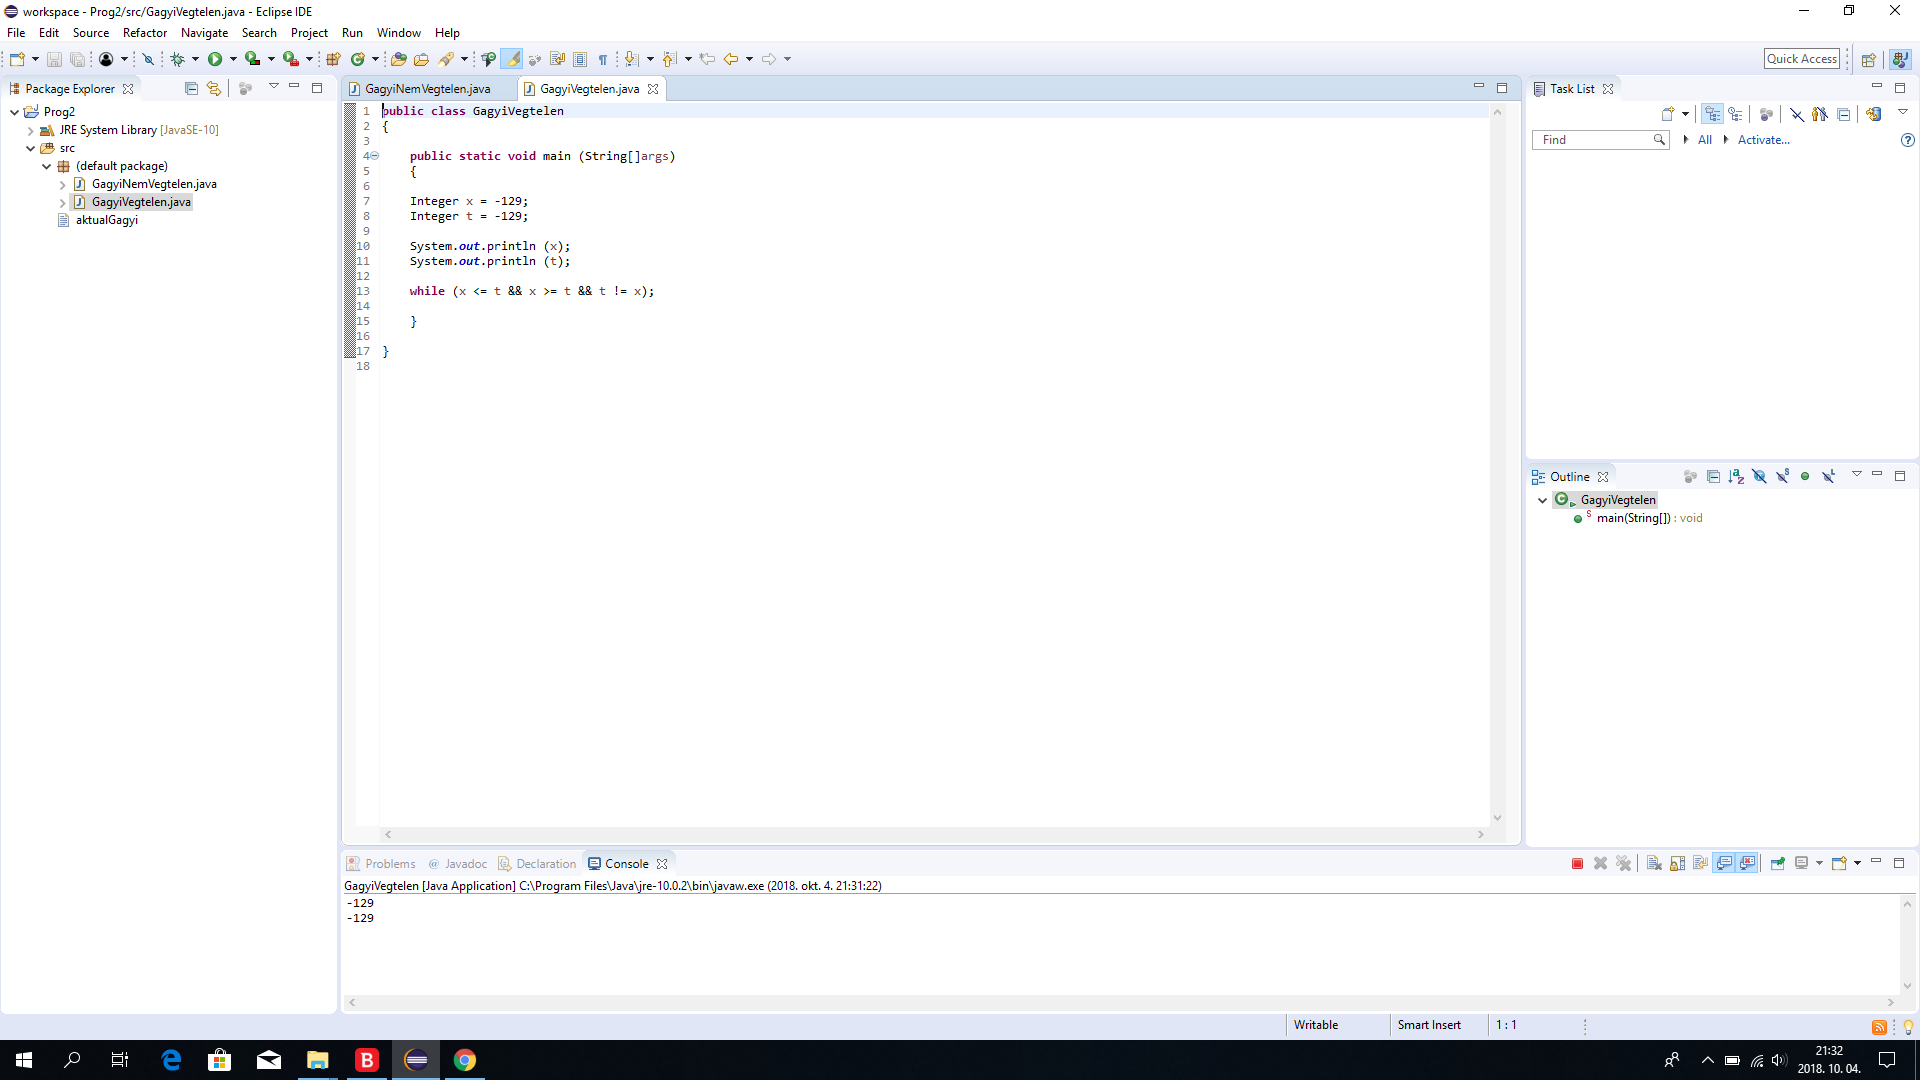 workspace - Prog2/src/GagyiVegtelen.java - Eclipse IDE
File Edit Source Refactor Navigate Search Project Run Window Help
Quick Access
Package Explorer
Prog2
JRE System Library [JavaSE-10]
src
(default package)
GagyiNemVegtelen.java
GagyiVegtelen.java
aktualGagyi
GagyiNemVegtelen.java GagyiVegtelen.java
1 public class GagyiVegtelen
2 {
3
4 public static void main (String[]args)
5 {
6
7 Integer x = -129;
8 Integer t = -129;
9
10 System.out.println (x);
11 System.out.println (t);
12
13 while (x <= t && x >= t && t != x);
14
15 }
16
17 }
18
Task List
Find All Activate...
Outline
GagyiVegtelen
main(String[]) : void
Problems Javadoc Declaration Console
GagyiVegtelen [Java Application] C:\Program Files\Java\jre-10.0.2\bin\javaw.exe (2018. okt. 4. 21:31:22)
-129
-129
Writable Smart Insert 1 : 1
21:32
2018. 10. 04.